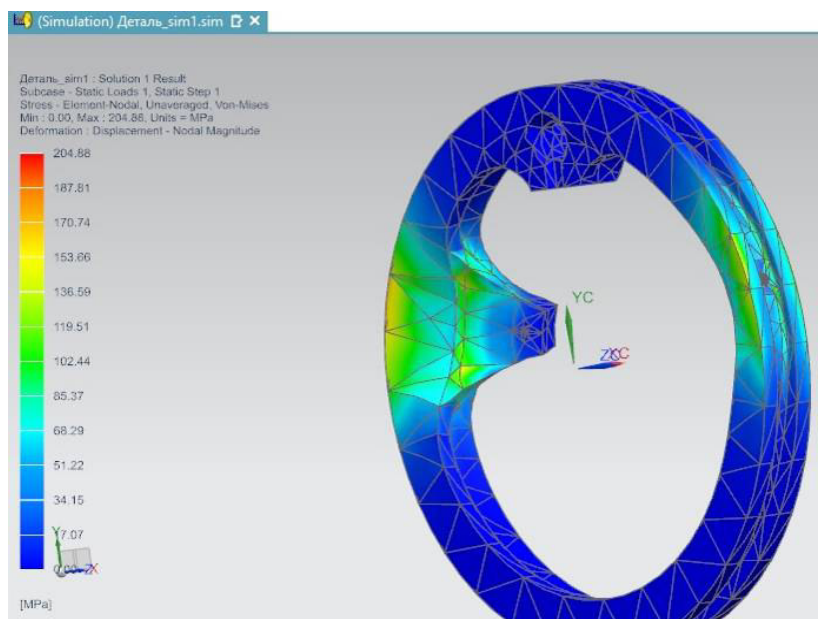 (Simulation) Деталь_sim1.sim
Деталь_sim1 : Solution 1 Result
Subcase - Static Loads 1, Static Step 1
Stress - Element-Nodal, Unaveraged, Von-Mises
Min : 0.00, Max : 204.88, Units = MPa
Deformation : Displacement - Nodal Magnitude
204.88
187.81
170.74
153.66
136.59
119.51
102.44
85.37
68.29
51.22
34.15
7.07
0.00
[MPa]
Y
X
YC